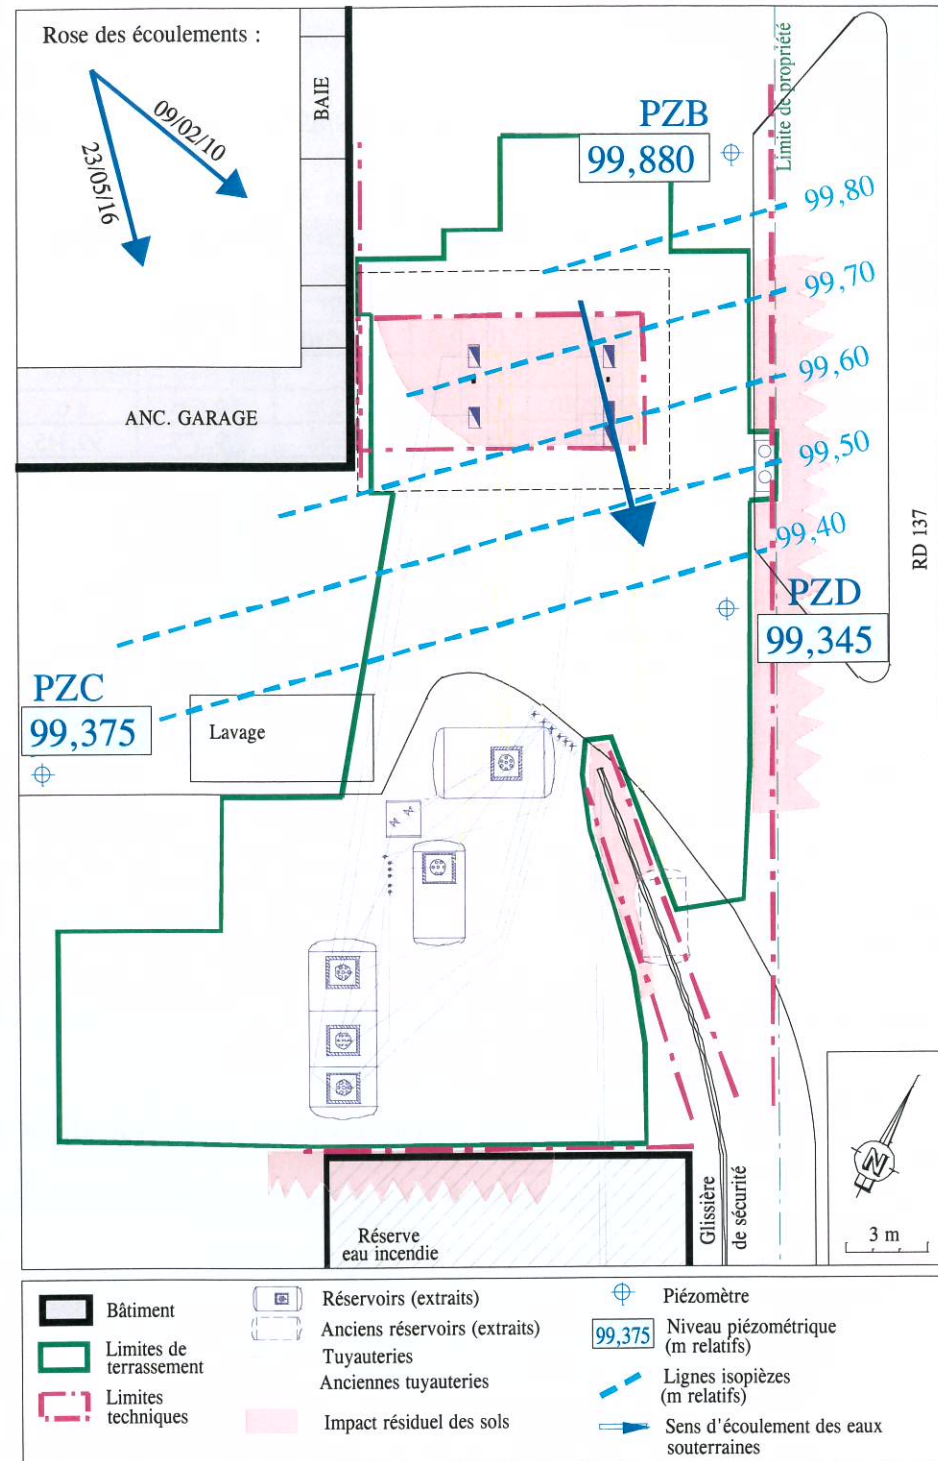 Rose des écoulements :
09/02/10
23/05/16
BAIE
ANC. GARAGE
PZB
99,880
Limite de propriété
99,80
99,70
99,60
99,50
99,40
RD 137
PZD
99,345
PZC
99,375
Lavage
Glissière
de sécurité
Réserve
eau incendie
N
3 m
Bâtiment
Limites de
terrassement
Limites
techniques
Réservoirs (extraits)
Anciens réservoirs (extraits)
Tuyauteries
Anciennes tuyauteries
Impact résiduel des sols
Piézomètre
99,375
Niveau piézométrique
(m relatifs)
Lignes isopièzes
(m relatifs)
Sens d'écoulement des eaux
souterraines